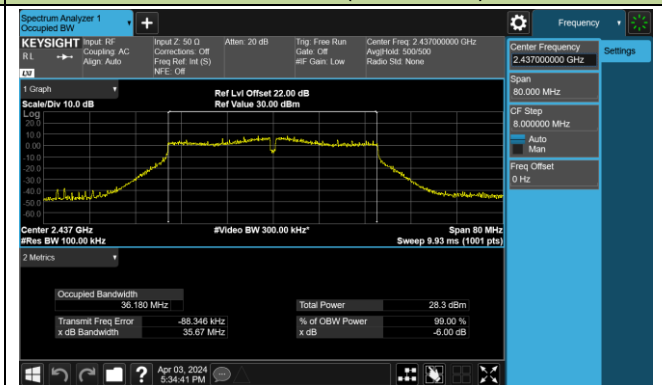 Spectrum Analyzer 1
Occupied BW
+
Frequency
KEYSIGHT
RL
LXI
Input: RF
Coupling: AC
Align: Auto
Input Z: 50 Ω
Corrections: Off
Freq Ref: Int (S)
NFE: Off
Atten: 20 dB
Trig: Free Run
Gate: Off
#IF Gain: Low
Center Freq: 2.437000000 GHz
Avg|Hold: 500/500
Radio Std: None
Center Frequency
2.437000000 GHz
Settings
Span
80.000 MHz
CF Step
8.000000 MHz
Auto
Man
Freq Offset
0 Hz
1 Graph
Scale/Div 10.0 dB
Ref Lvl Offset 22.00 dB
Ref Value 30.00 dBm
Log
20.0
10.0
0.00
-10.0
-20.0
-30.0
-40.0
-50.0
-60.0
Center 2.437 GHz
#Res BW 100.00 kHz
#Video BW 300.00 kHz*
Span 80 MHz
Sweep 9.93 ms (1001 pts)
2 Metrics
Occupied Bandwidth
36.180 MHz
Total Power 28.3 dBm
Transmit Freq Error -88.346 kHz
% of OBW Power 99.00 %
x dB Bandwidth 35.67 MHz
x dB -6.00 dB
?
Apr 03, 2024
5:34:41 PM